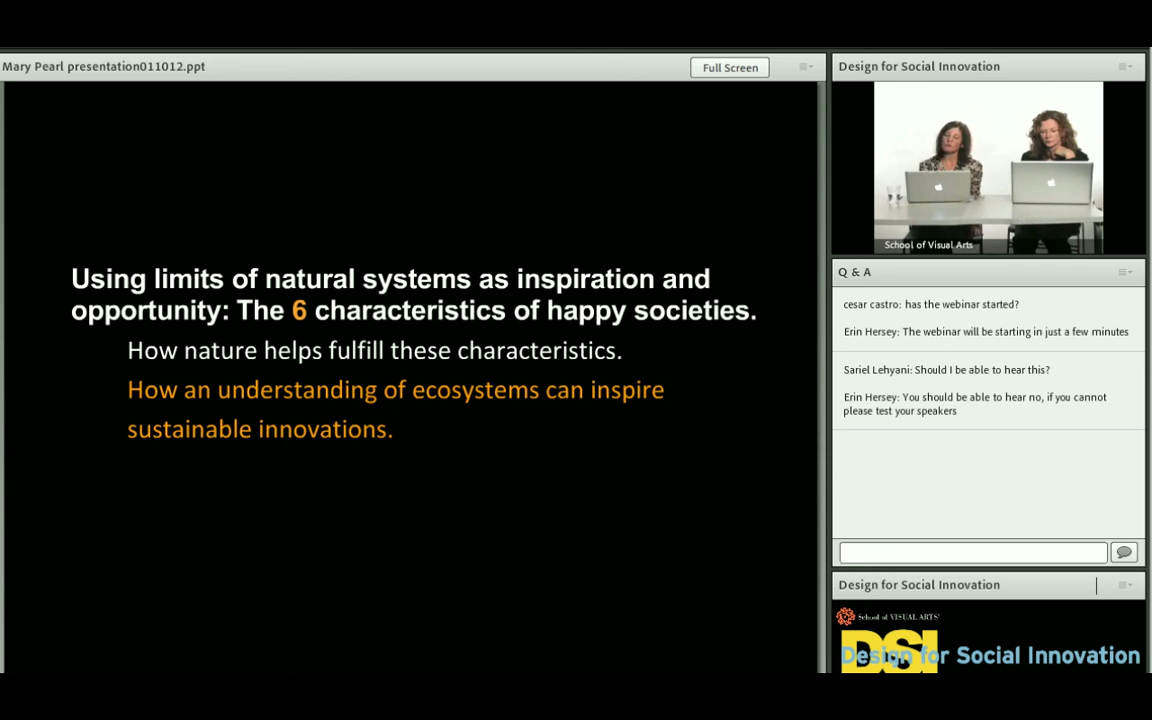 Mary Pearl presentation011012.ppt
Full Screen
Using limits of natural systems as inspiration and
opportunity: The 6 characteristics of happy societies.
How nature helps fulfill these characteristics.
How an understanding of ecosystems can inspire
sustainable innovations.
Design for Social Innovation
School of Visual Arts
Q & A
cesar castro: has the webinar started?
Erin Hersey: The webinar will be starting in just a few minutes
Sariel Lehyani: Should I be able to hear this?
Erin Hersey: You should be able to hear no, if you cannot
please test your speakers
Design for Social Innovation
School of VISUAL ARTS'
DSI
Design for Social Innovation